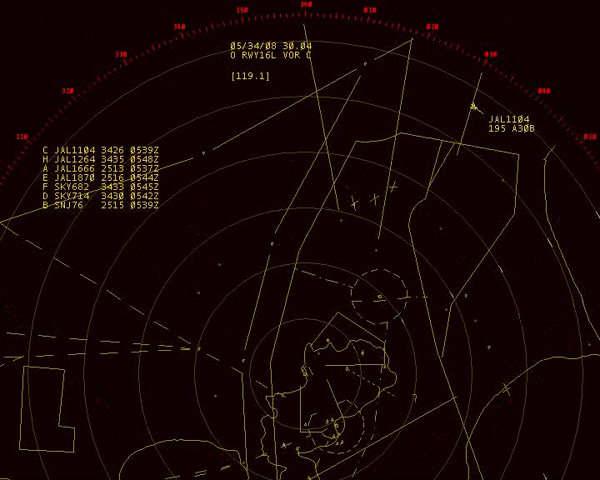 310
320
330
340
350
360
010
020
030
040
050
05/34/08 30.04
O RWY16L VOR C
[119.1]
JAL1104
195 A30B
C JAL1104 3426 0539Z
H JAL1264 3435 0548Z
A JAL1666 2513 0537Z
E JAL1870 2516 0544Z
F SKY682 3433 0545Z
D SKY714 3430 0542Z
B SNJ76 2515 0539Z